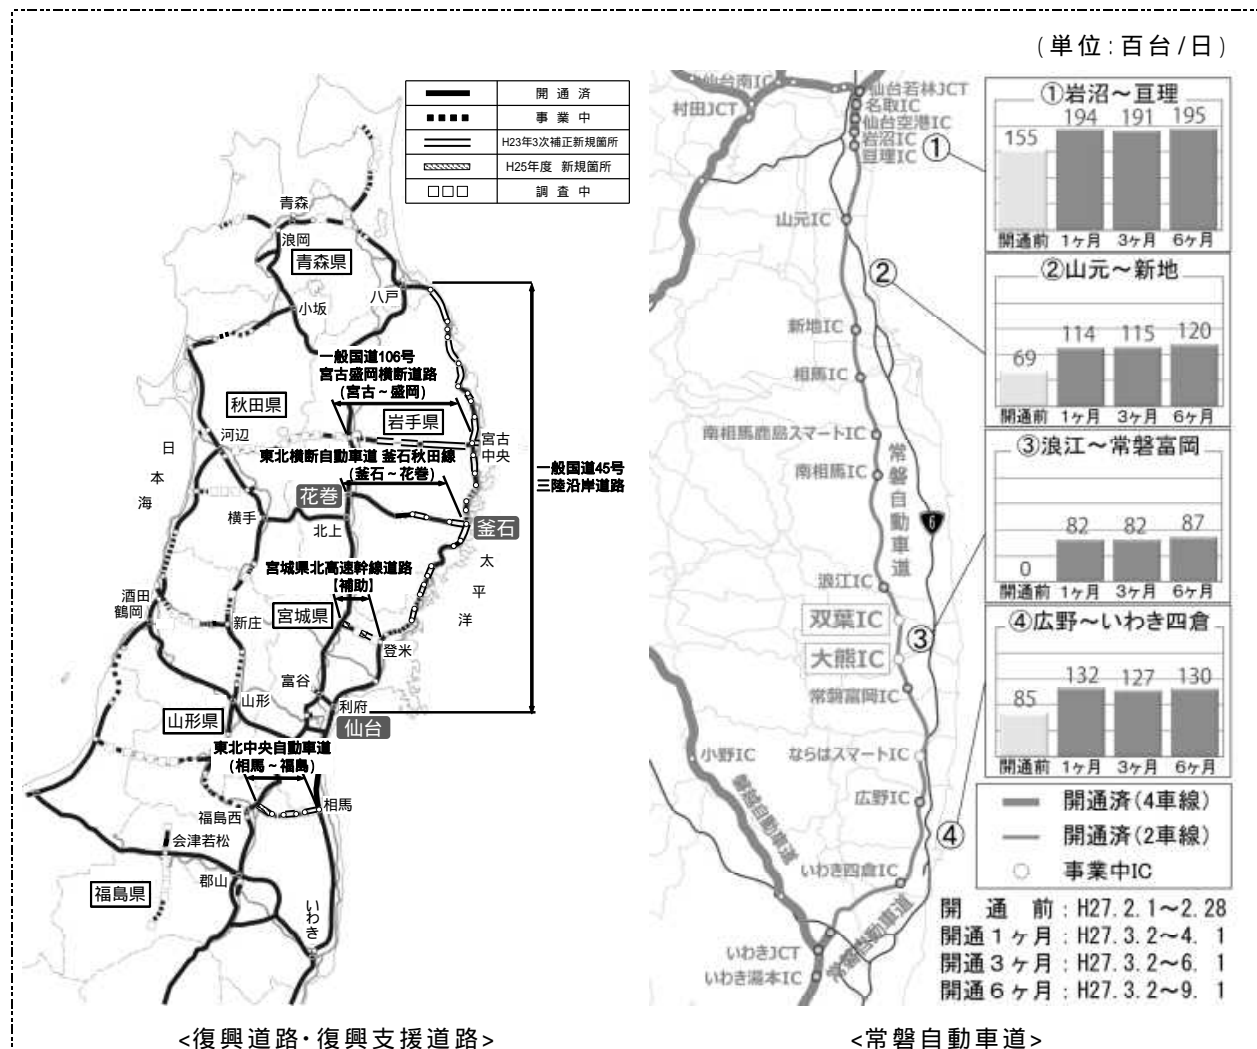 (単位:百台/日)
開通済
事業中
H23年3次補正新規箇所
H25年度 新規箇所
調査中
青森
浪岡
青森県
小坂
八戸
一般国道106号
宮古盛岡横断道路
(宮古~盛岡)
秋田県
岩手県
河辺
宮古
中央
日本海
東北横断自動車道 釜石秋田線
(釜石~花巻)
一般国道45号
三陸沿岸道路
花巻
釜石
横手
北上
太平洋
宮城県北高速幹線道路
【補助】
酒田
鶴岡
新庄
宮城県
登米
富谷
山形
利府
山形県
仙台
東北中央自動車道
(相馬~福島)
相馬
福島西
会津若松
郡山
福島県
いわき
<復興道路・復興支援道路>
仙台南IC
仙台若林JCT
村田JCT
名取IC
仙台空港IC
岩沼IC
亘理IC
①
山元IC
②
新地IC
相馬IC
南相馬鹿島スマートIC
南相馬IC
常磐自動車道
6
浪江IC
双葉IC
③
大熊IC
常磐富岡IC
小野IC
ならはスマートIC
磐越自動車道
広野IC
④
いわき四倉IC
常磐自動車道
いわきJCT
いわき湯本IC
①岩沼~亘理
155 194 191 195
開通前 1ヶ月 3ヶ月 6ヶ月
②山元~新地
69 114 115 120
開通前 1ヶ月 3ヶ月 6ヶ月
③浪江~常磐富岡
0 82 82 87
開通前 1ヶ月 3ヶ月 6ヶ月
④広野~いわき四倉
85 132 127 130
開通前 1ヶ月 3ヶ月 6ヶ月
開通済(4車線)
開通済(2車線)
事業中IC
開通前:H27.2.1~2.28
開通1ヶ月:H27.3.2~4. 1
開通3ヶ月:H27.3.2~6. 1
開通6ヶ月:H27.3.2~9. 1
<常磐自動車道>